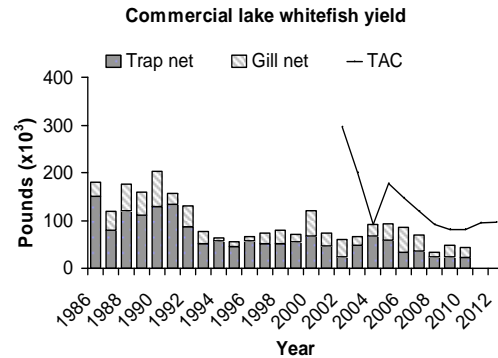 Commercial lake whitefish yield
Trap net Gill net TAC
400
300
200
100
0
Pounds (x10³)
1986 1988 1990 1992 1994 1996 1998 2000 2002 2004 2006 2008 2010 2012
Year